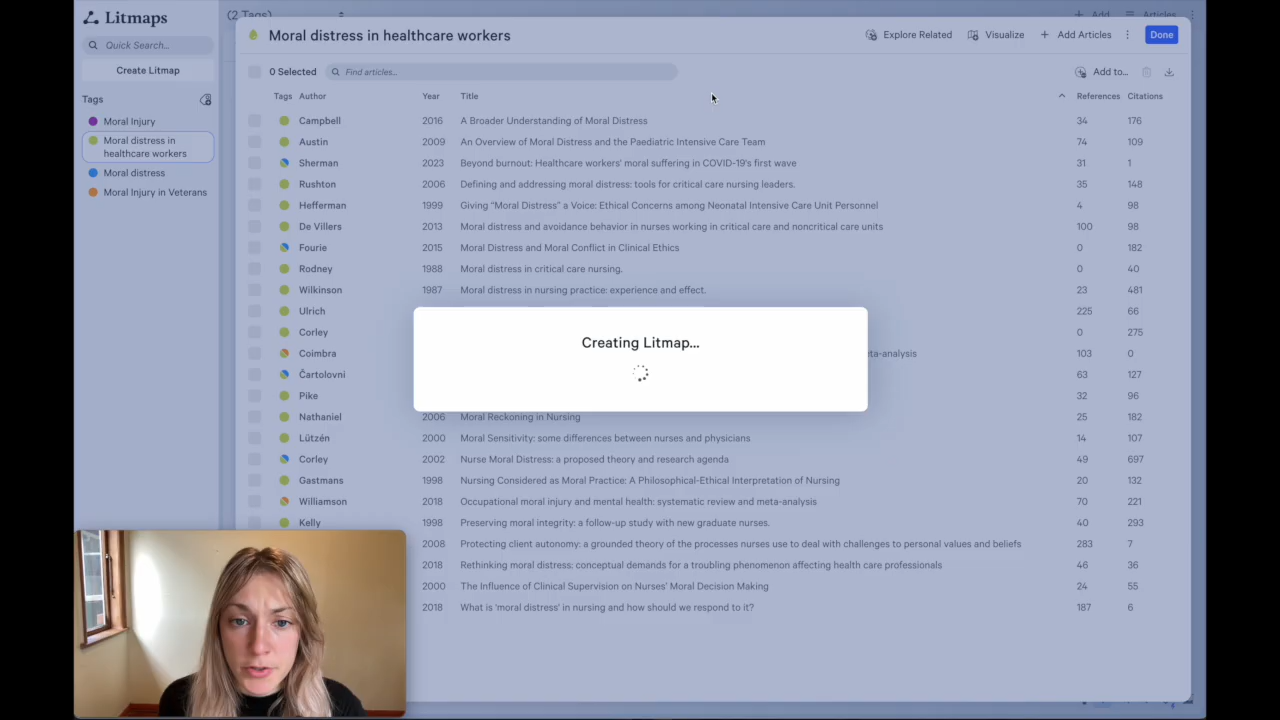 Litmaps
(2 Tags)
Add
Articles
Quick Search...
Create Litmap
Tags
Moral Injury
Moral distress in
healthcare workers
Moral distress
Moral Injury in Veterans
Moral distress in healthcare workers
Explore Related
Visualize
Add Articles
Done
0 Selected
Find articles...
Add to...
Tags Author Year Title References Citations
Campbell 2016 A Broader Understanding of Moral Distress 34 176
Austin 2009 An Overview of Moral Distress and the Paediatric Intensive Care Team 74 109
Sherman 2023 Beyond burnout: Healthcare workers' moral suffering in COVID-19's first wave 31 1
Rushton 2006 Defining and addressing moral distress: tools for critical care nursing leaders. 35 148
Hefferman 1999 Giving “Moral Distress” a Voice: Ethical Concerns among Neonatal Intensive Care Unit Personnel 4 98
De Villers 2013 Moral distress and avoidance behavior in nurses working in critical care and noncritical care units 100 98
Fourie 2015 Moral Distress and Moral Conflict in Clinical Ethics 0 182
Rodney 1988 Moral distress in critical care nursing. 0 40
Wilkinson 1987 Moral distress in nursing practice: experience and effect. 23 481
Ulrich 225 66
Corley 0 275
Coimbra ta-analysis 103 0
Čartolovni 63 127
Pike 32 96
Creating Litmap...
Nathaniel 2006 Moral Reckoning in Nursing 25 182
Lützén 2000 Moral Sensitivity: some differences between nurses and physicians 14 107
Corley 2002 Nurse Moral Distress: a proposed theory and research agenda 49 697
Gastmans 1998 Nursing Considered as Moral Practice: A Philosophical-Ethical Interpretation of Nursing 20 132
Williamson 2018 Occupational moral injury and mental health: systematic review and meta-analysis 70 221
Kelly 1998 Preserving moral integrity: a follow-up study with new graduate nurses. 40 293
2008 Protecting client autonomy: a grounded theory of the processes nurses use to deal with challenges to personal values and beliefs 283 7
2018 Rethinking moral distress: conceptual demands for a troubling phenomenon affecting health care professionals 46 36
2000 The Influence of Clinical Supervision on Nurses' Moral Decision Making 24 55
2018 What is 'moral distress' in nursing and how should we respond to it? 187 6